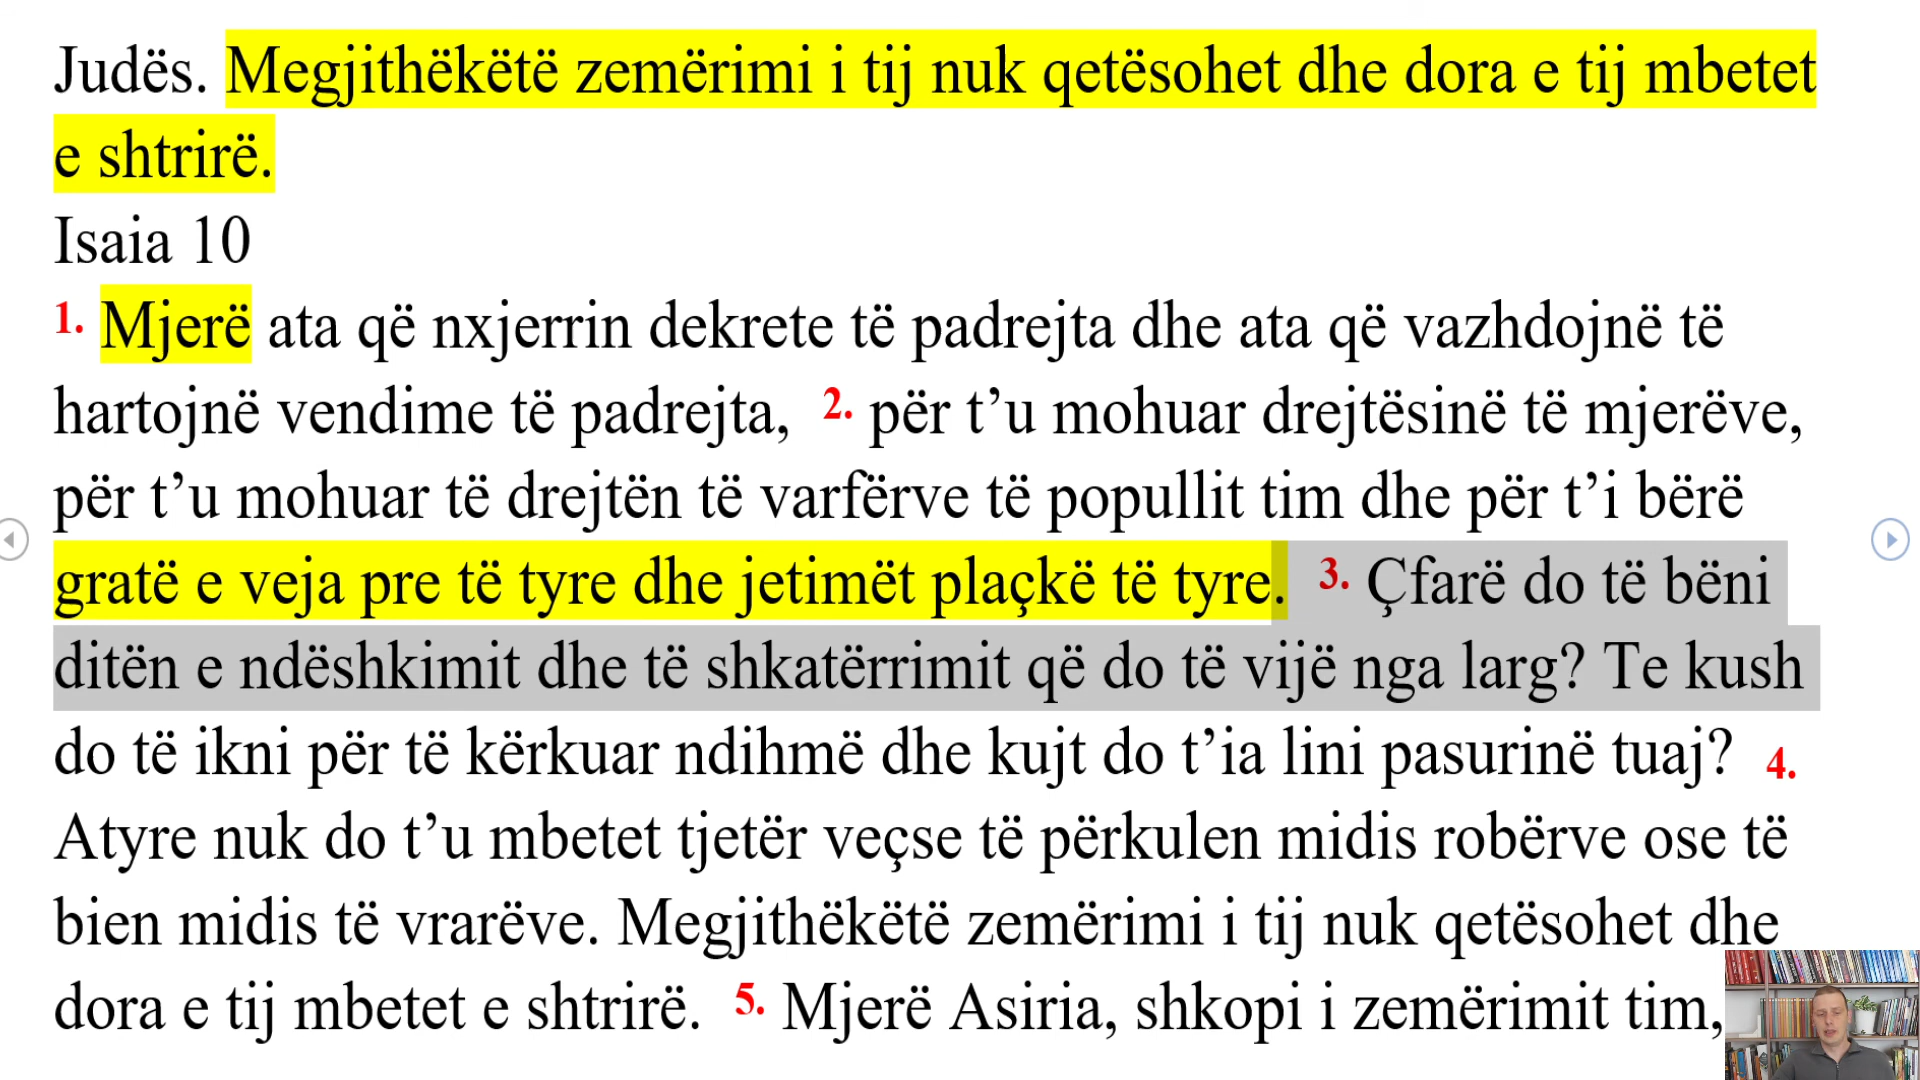 Judës. Megjithëkëtë zemërimi i tij nuk qetësohet dhe dora e tij mbetet
e shtrirë.
Isaia 10
1. Mjerë ata që nxjerrin dekrete të padrejta dhe ata që vazhdojnë të
hartojnë vendime të padrejta, 2. për t’u mohuar drejtësinë të mjerëve,
për t’u mohuar të drejtën të varfërve të popullit tim dhe për t’i bërë
gratë e veja pre të tyre dhe jetimët plaçkë të tyre. 3. Çfarë do të bëni
ditën e ndëshkimit dhe të shkatërrimit që do të vijë nga larg? Te kush
do të ikni për të kërkuar ndihmë dhe kujt do t’ia lini pasurinë tuaj? 4.
Atyre nuk do t’u mbetet tjetër veçse të përkulen midis robërve ose të
bien midis të vrarëve. Megjithëkëtë zemërimi i tij nuk qetësohet dhe
dora e tij mbetet e shtrirë. 5. Mjerë Asiria, shkopi i zemërimit tim,